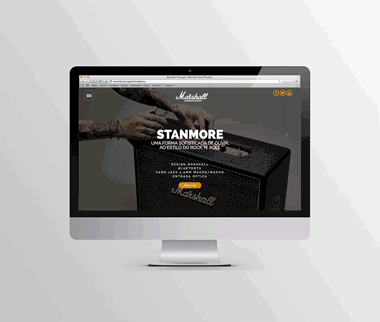 Marshall
STANMORE
UMA FORMA SOFISTICADA DE OUVIR,
AO ESTILO DO ROCK 'N' ROLL
DESIGN MARSHALL
BLUETOOTH
CABO JACK 3.5MM MACHO/MACHO
ENTRADA ÓPTICA
Marshall